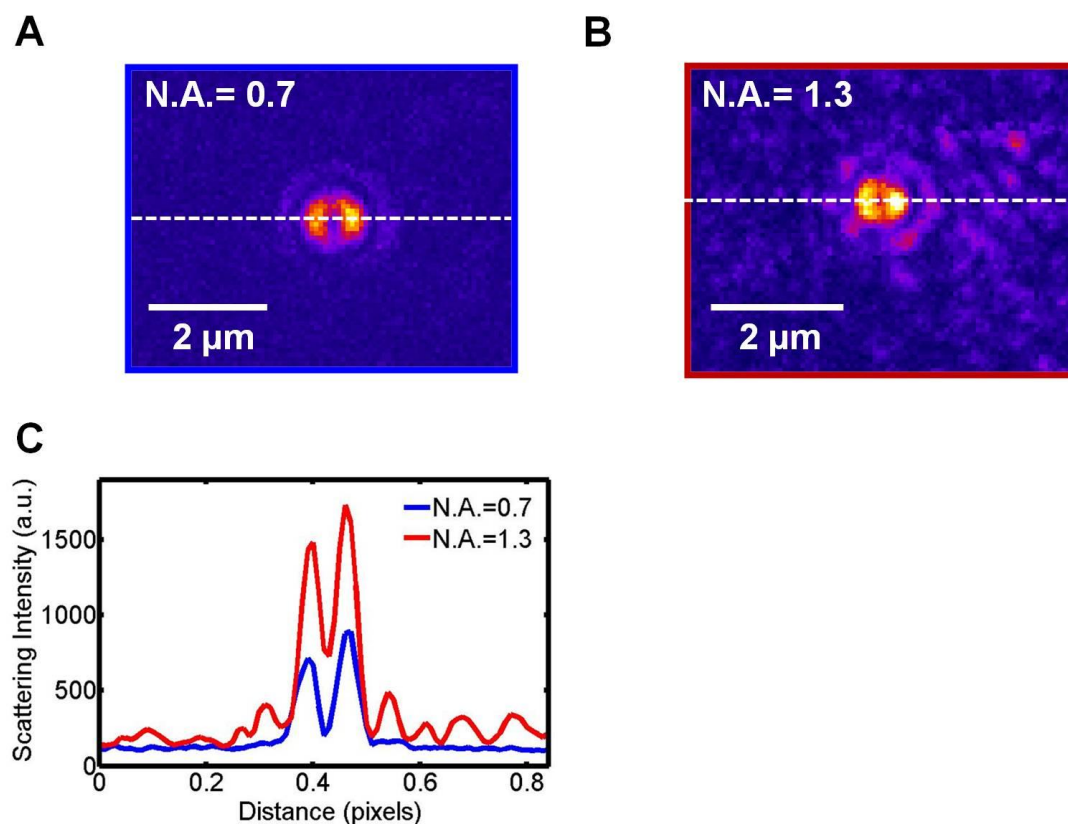 A
N.A.= 0.7
2 µm
B
N.A.= 1.3
2 µm
C
Scattering Intensity (a.u.)
1500
1000
500
0
N.A.=0.7
N.A.=1.3
0 0.2 0.4 0.6 0.8
Distance (pixels)